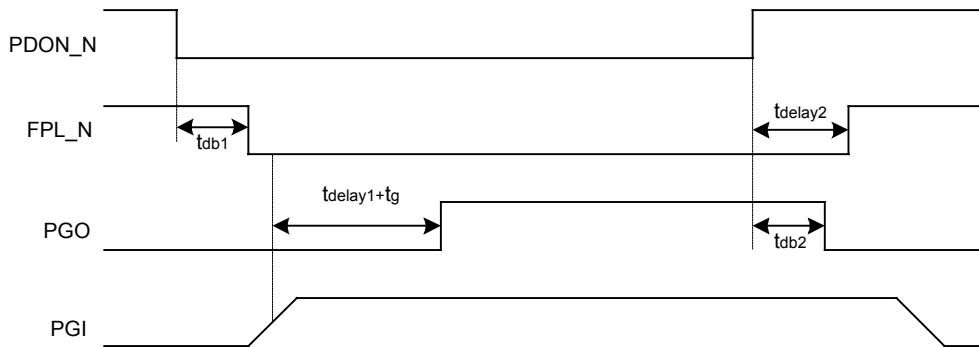 PDON_N
FPL_N
tdb1
tdelay2
tdelay1+tg
PGO
tdb2
PGI